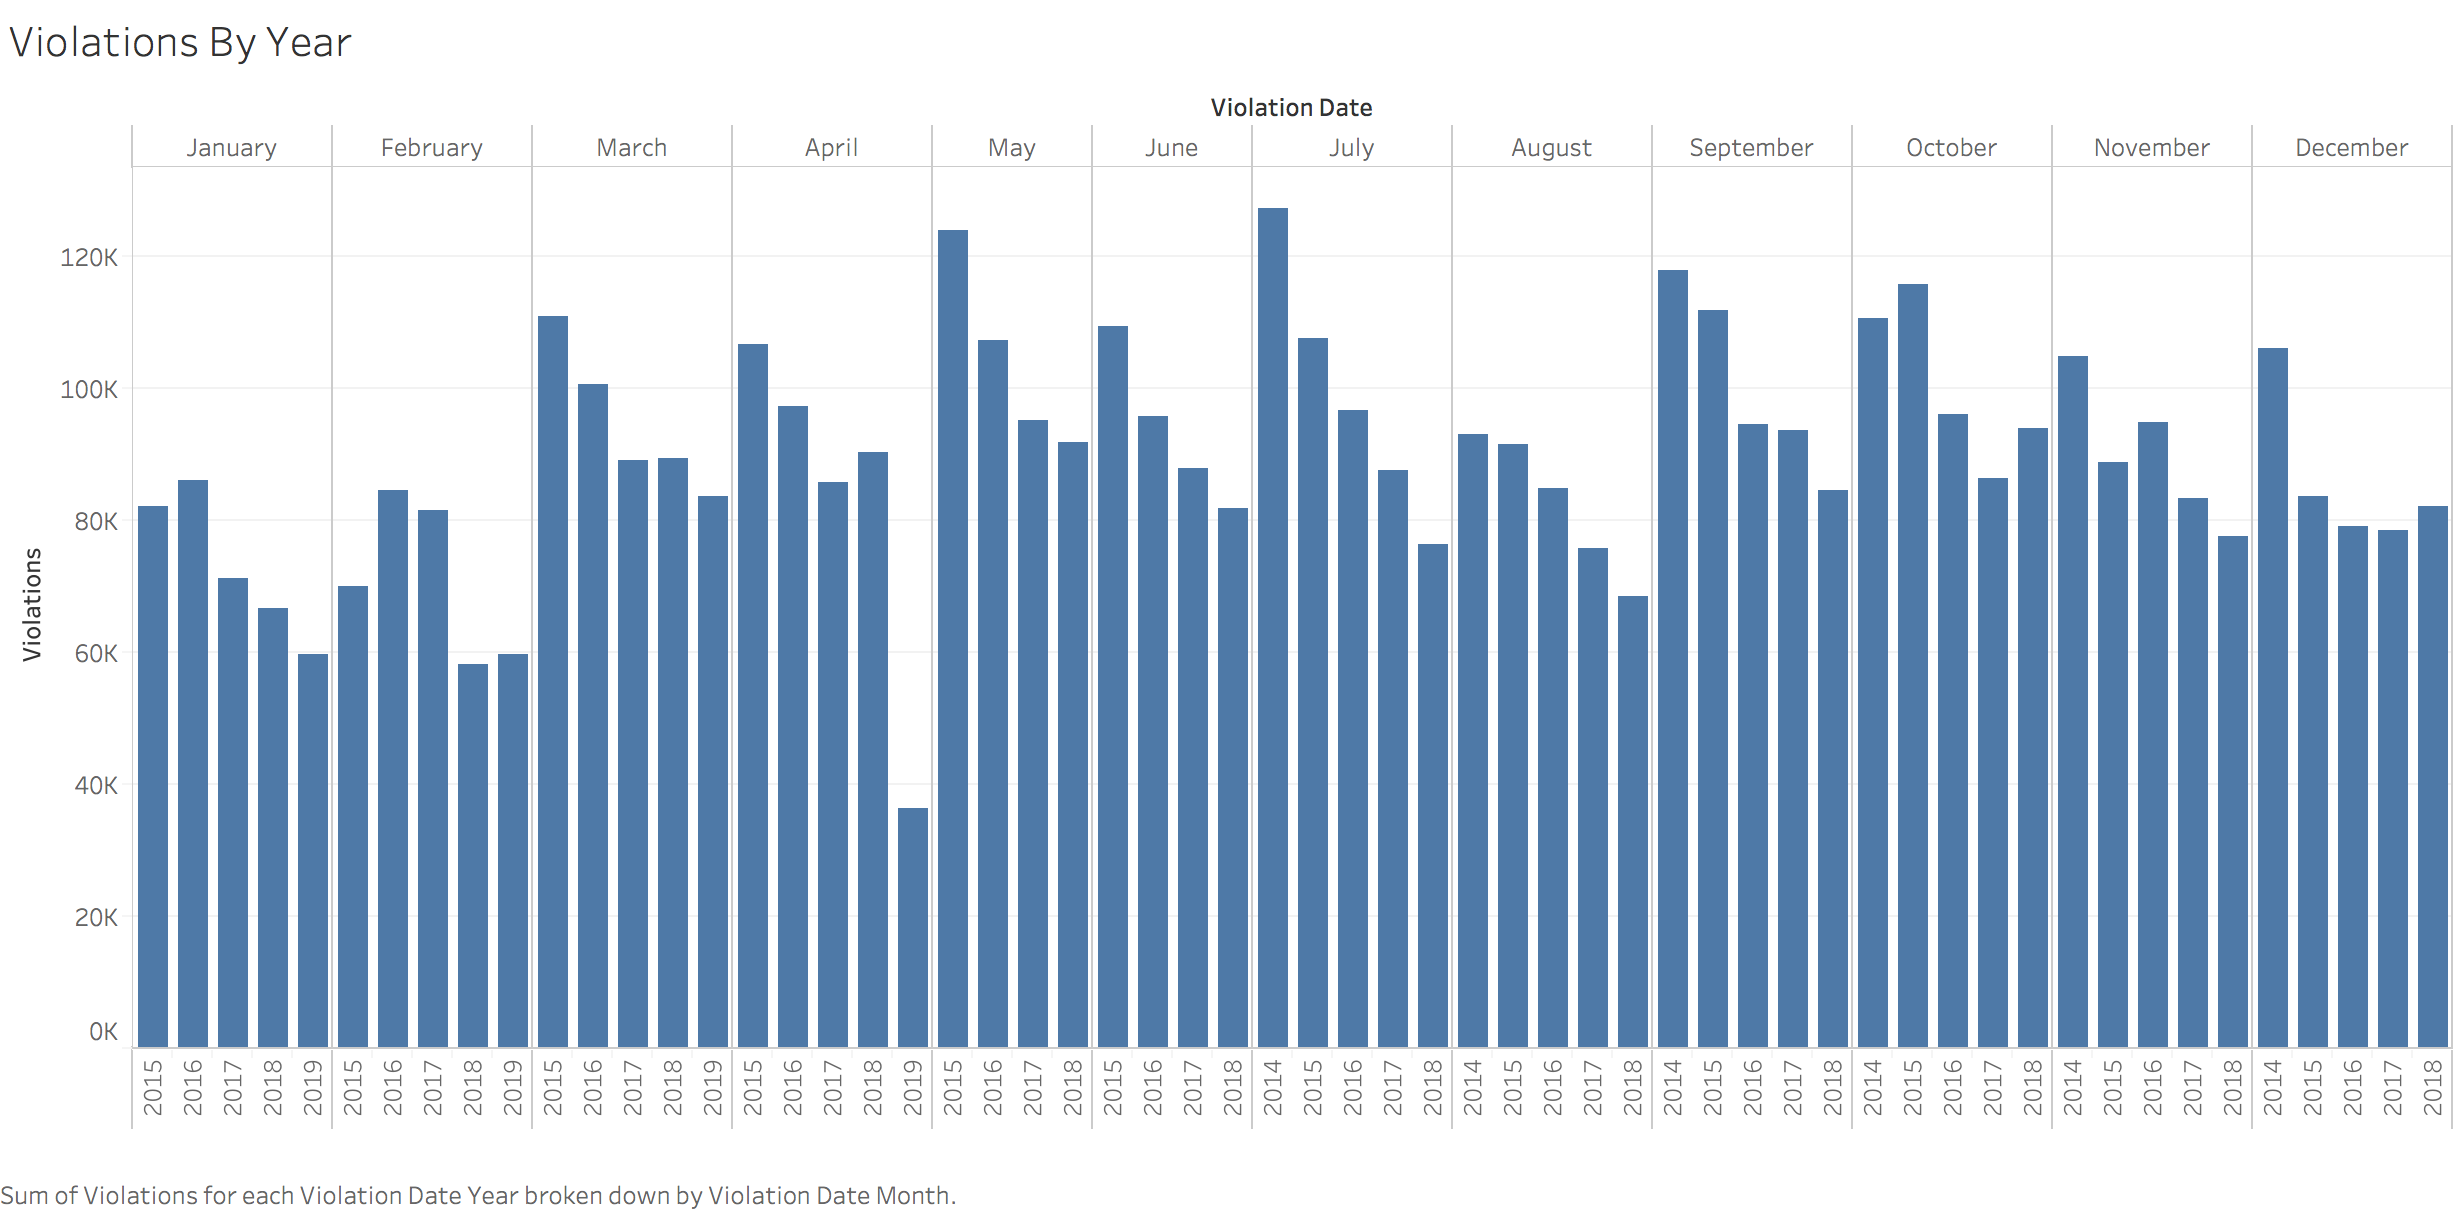 Violations By Year
Violation Date
January February March April May June July August September October November December
120K
100K
80K
60K
40K
20K
0K
Violations
2015 2016 2017 2018 2019 2015 2016 2017 2018 2019 2015 2016 2017 2018 2019 2015 2016 2017 2018 2019 2015 2016 2017 2018 2015 2016 2017 2018 2014 2015 2016 2017 2018 2014 2015 2016 2017 2018 2014 2015 2016 2017 2018 2014 2015 2016 2017 2018 2014 2015 2016 2017 2018 2014 2015 2016 2017 2018
Sum of Violations for each Violation Date Year broken down by Violation Date Month.